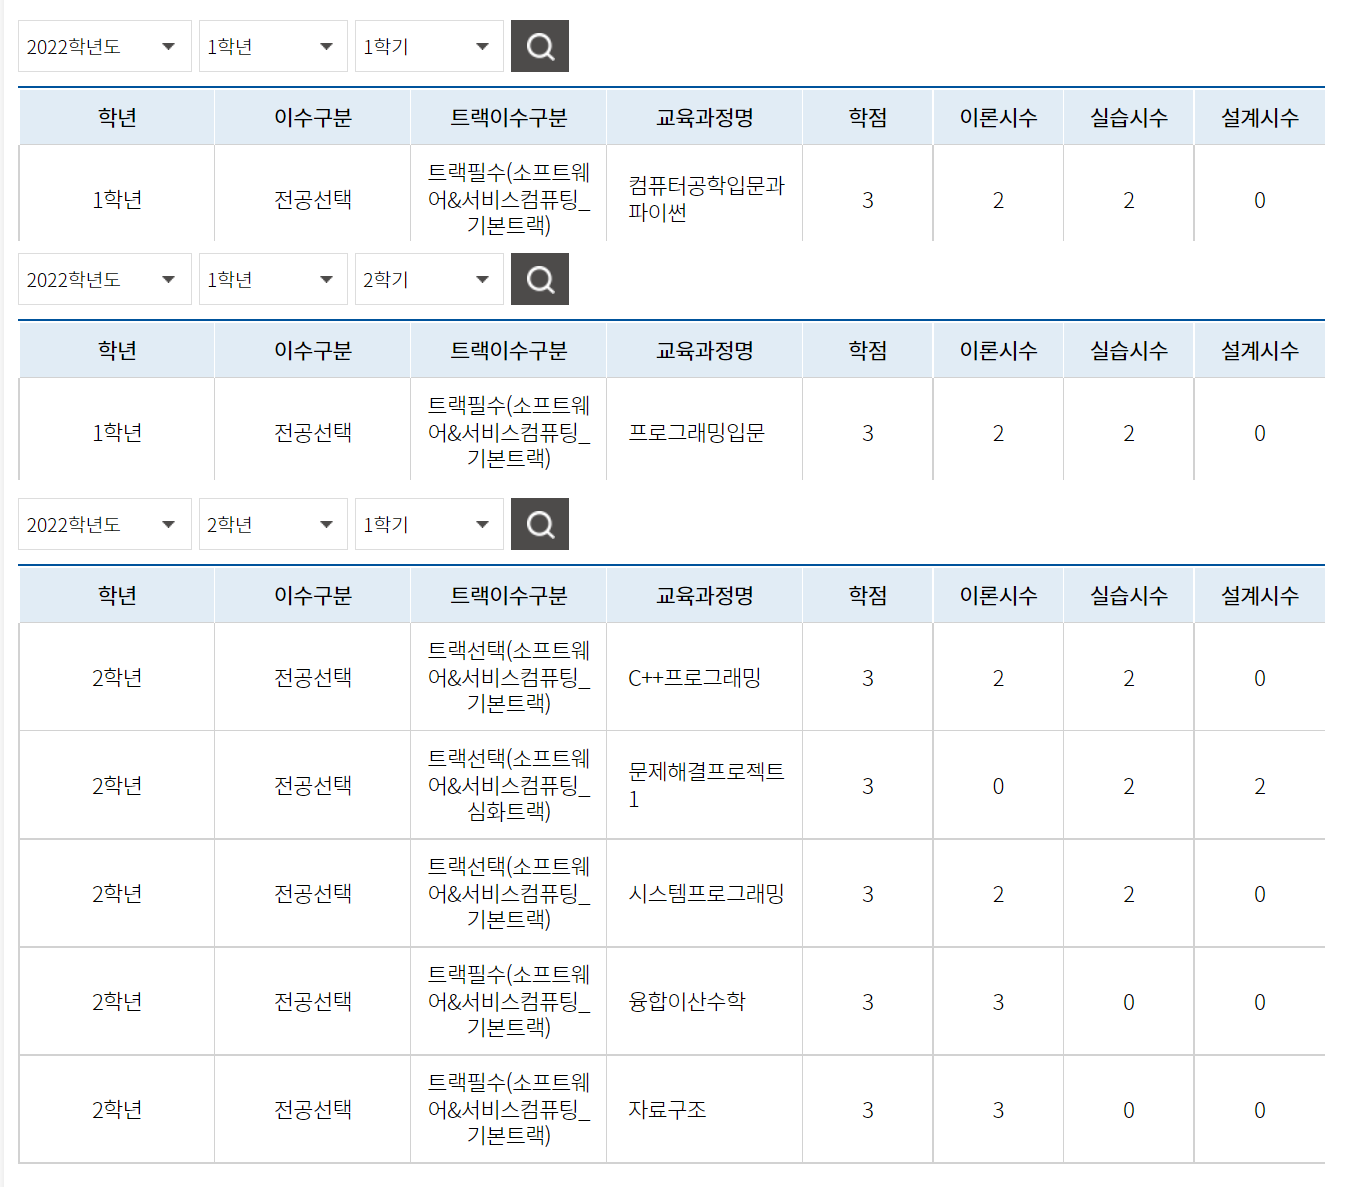 2022학년도 1학년 1학기
학년 이수구분 트랙이수구분 교육과정명 학점 이론시수 실습시수 설계시수
1학년 전공선택 트랙필수(소프트웨
어&서비스컴퓨팅_
기본트랙) 컴퓨터공학입문과
파이썬 3 2 2 0
2022학년도 1학년 2학기
학년 이수구분 트랙이수구분 교육과정명 학점 이론시수 실습시수 설계시수
1학년 전공선택 트랙필수(소프트웨
어&서비스컴퓨팅_
기본트랙) 프로그래밍입문 3 2 2 0
2022학년도 2학년 1학기
학년 이수구분 트랙이수구분 교육과정명 학점 이론시수 실습시수 설계시수
2학년 전공선택 트랙선택(소프트웨
어&서비스컴퓨팅_
기본트랙) C++프로그래밍 3 2 2 0
2학년 전공선택 트랙선택(소프트웨
어&서비스컴퓨팅_
심화트랙) 문제해결프로젝트
1 3 0 2 2
2학년 전공선택 트랙선택(소프트웨
어&서비스컴퓨팅_
기본트랙) 시스템프로그래밍 3 2 2 0
2학년 전공선택 트랙필수(소프트웨
어&서비스컴퓨팅_
기본트랙) 융합이산수학 3 3 0 0
2학년 전공선택 트랙필수(소프트웨
어&서비스컴퓨팅_
기본트랙) 자료구조 3 3 0 0